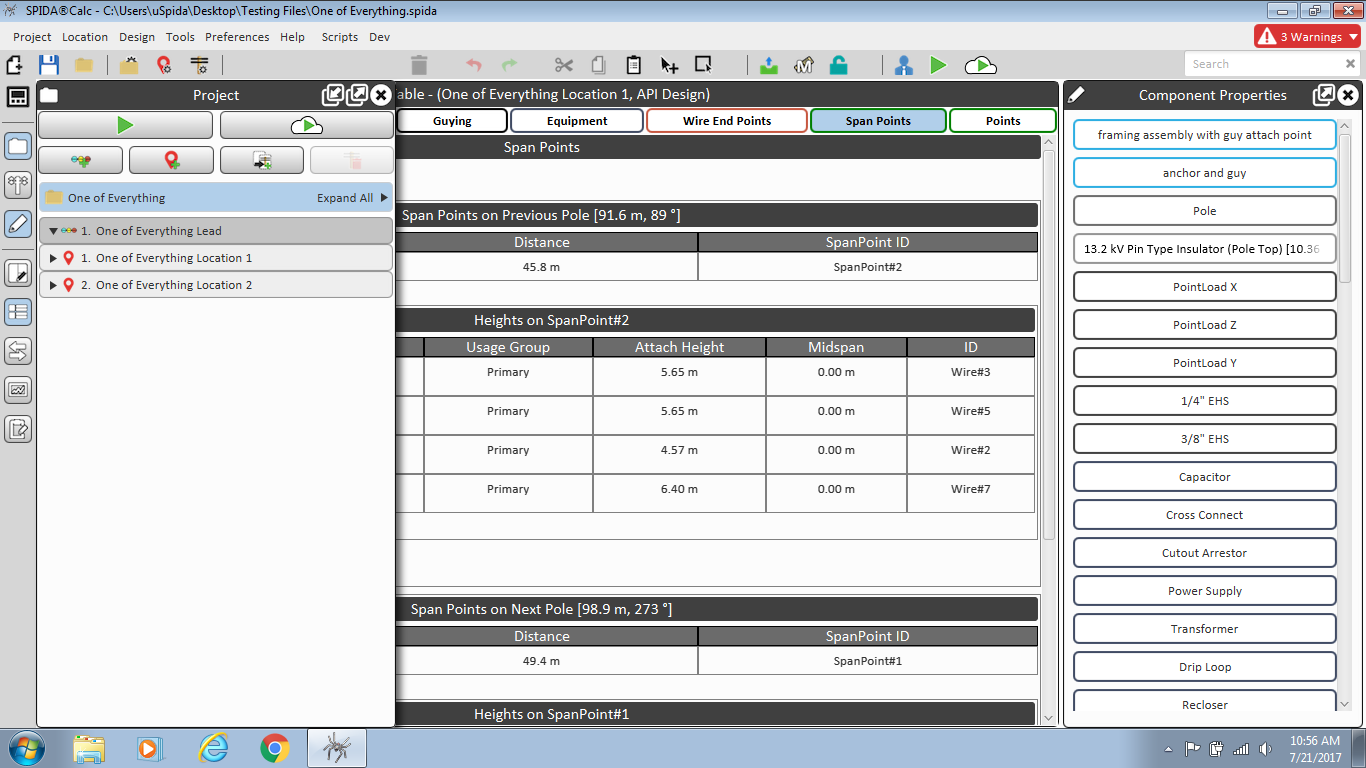 SPIDA®Calc - C:\Users\uSpida\Desktop\Testing Files\One of Everything.spida
Project Location Design Tools Preferences Help Scripts Dev
3 Warnings
Search
Project
able - (One of Everything Location 1, API Design)
Component Properties
Guying Equipment Wire End Points Span Points Points
Span Points
One of Everything Expand All
1. One of Everything Lead
1. One of Everything Location 1
2. One of Everything Location 2
Span Points on Previous Pole [91.6 m, 89 °]
Distance SpanPoint ID
45.8 m SpanPoint#2
Heights on SpanPoint#2
Usage Group Attach Height Midspan ID
Primary 5.65 m 0.00 m Wire#3
Primary 5.65 m 0.00 m Wire#5
Primary 4.57 m 0.00 m Wire#2
Primary 6.40 m 0.00 m Wire#7
Span Points on Next Pole [98.9 m, 273 °]
Distance SpanPoint ID
49.4 m SpanPoint#1
Heights on SpanPoint#1
framing assembly with guy attach point
anchor and guy
Pole
13.2 kV Pin Type Insulator (Pole Top) [10.36
PointLoad X
PointLoad Z
PointLoad Y
1/4" EHS
3/8" EHS
Capacitor
Cross Connect
Cutout Arrestor
Power Supply
Transformer
Drip Loop
Recloser
10:56 AM
7/21/2017